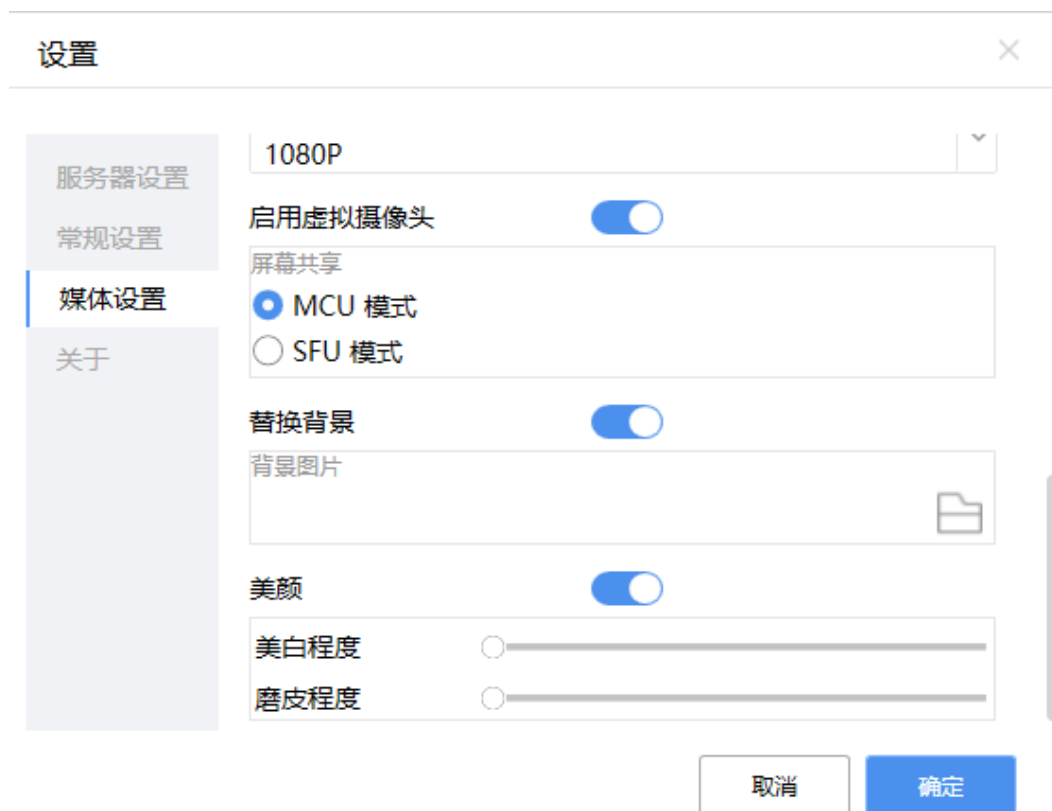 设置
服务器设置
常规设置
媒体设置
关于
1080P
启用虚拟摄像头
屏幕共享
MCU 模式
SFU 模式
替换背景
背景图片
美颜
美白程度
磨皮程度
取消
确定